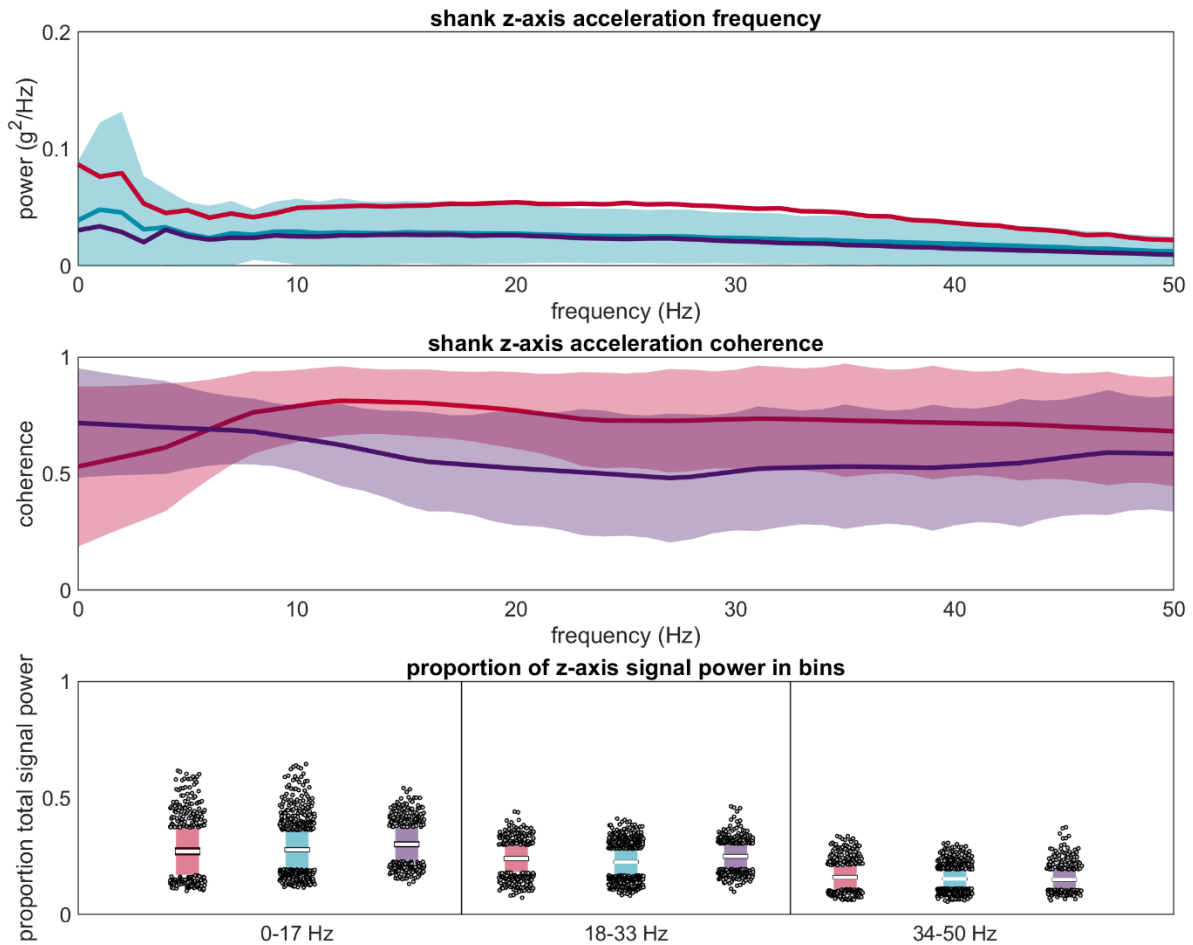 shank z-axis acceleration frequency
power (g²/Hz)
0.2
0.1
0
0 10 20 30 40 50
frequency (Hz)
shank z-axis acceleration coherence
coherence
1
0.5
0
0 10 20 30 40 50
frequency (Hz)
proportion of z-axis signal power in bins
proportion total signal power
1
0.5
0
0-17 Hz 18-33 Hz 34-50 Hz